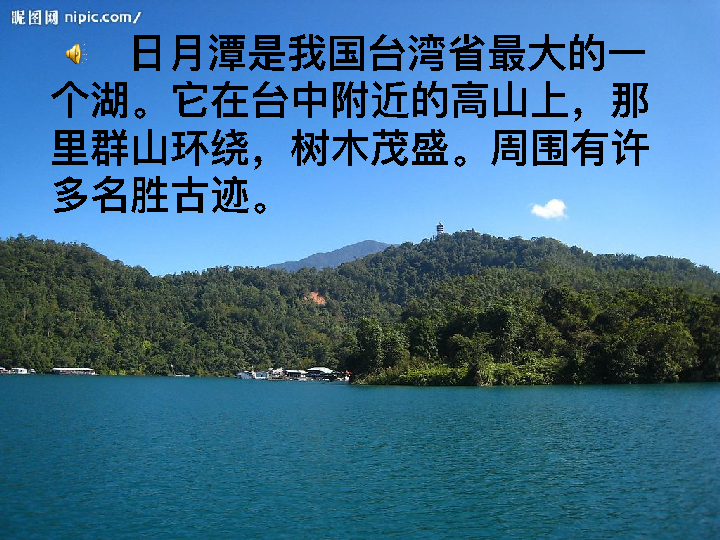 昵图网 nipic.com/
日月潭是我国台湾省最大的一
个湖。它在台中附近的高山上，那
里群山环绕，树木茂盛。周围有许
多名胜古迹。